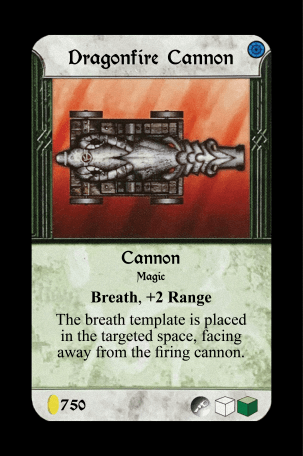 Dragonfire Cannon
Cannon
Magic
Breath, +2 Range
The breath template is placed
in the targeted space, facing
away from the firing cannon.
750